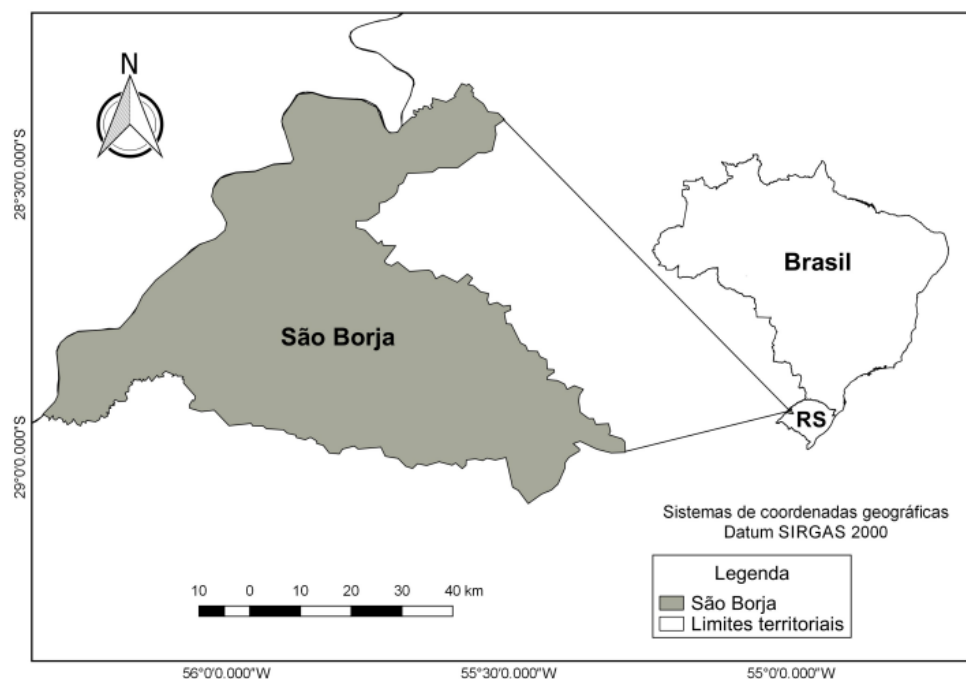 N
28°30'0.000"S
29°0'0.000"S
São Borja
Brasil
RS
Sistemas de coordenadas geográficas
Datum SIRGAS 2000
Legenda
São Borja
Limites territoriais
10 0 10 20 30 40 km
56°0'0.000"W 55°30'0.000"W 55°0'0.000"W